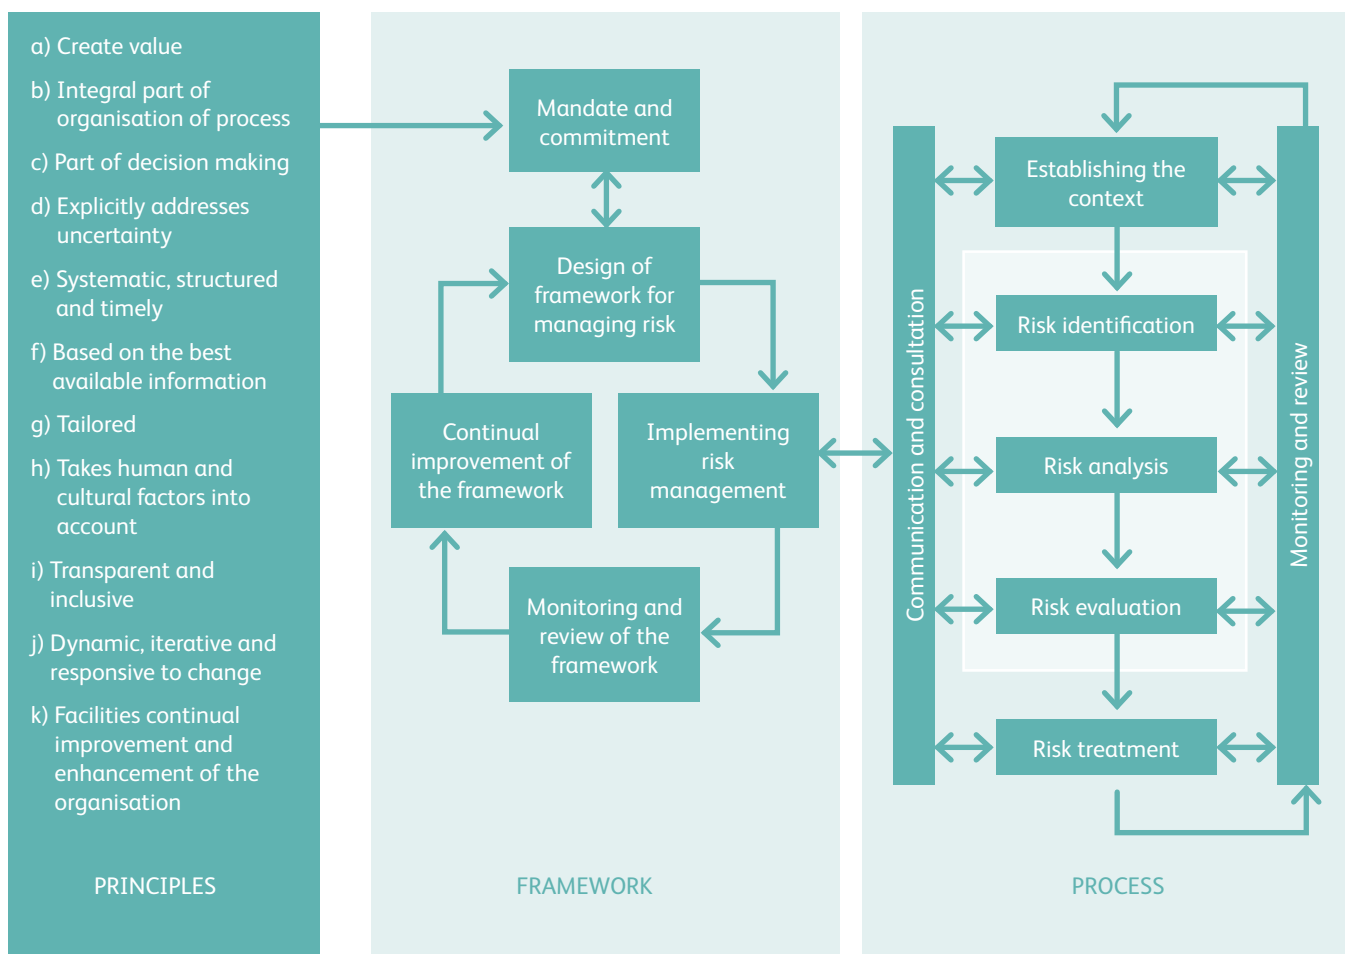 a) Create value
b) Integral part of
organisation of process
c) Part of decision making
d) Explicitly addresses
uncertainty
e) Systematic, structured
and timely
f) Based on the best
available information
g) Tailored
h) Takes human and
cultural factors into
account
i) Transparent and
inclusive
j) Dynamic, iterative and
responsive to change
k) Facilities continual
improvement and
enhancement of the
organisation
PRINCIPLES
Mandate and
commitment
Design of
framework for
managing risk
Continual
improvement of
the framework
Implementing
risk
management
Monitoring and
review of the
framework
FRAMEWORK
Communication and consultation
Establishing the
context
Risk identification
Risk analysis
Risk evaluation
Risk treatment
Monitoring and review
PROCESS